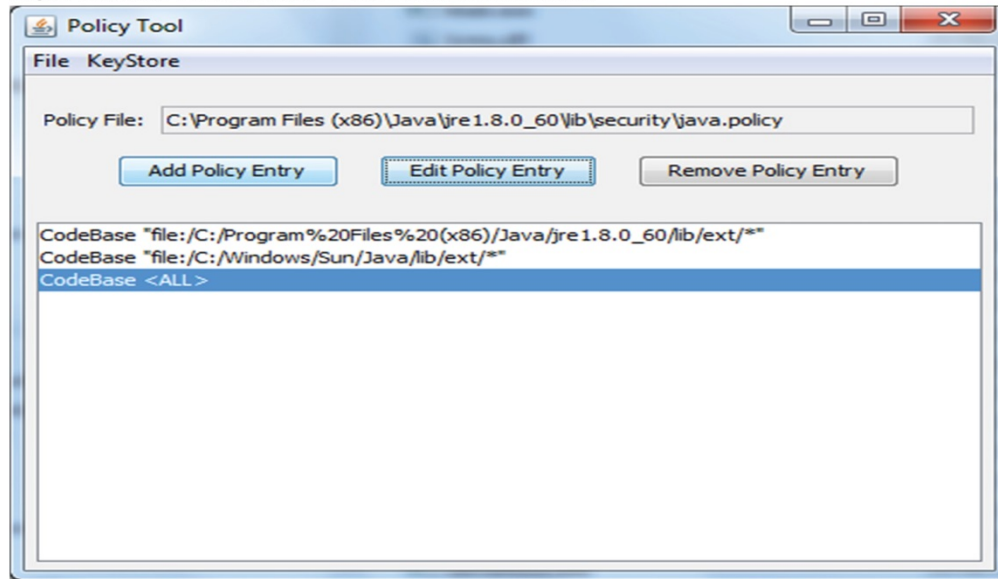 Policy Tool
File KeyStore
Policy File: C:\Program Files (x86)\Java\jre1.8.0_60\lib\security\java.policy
Add Policy Entry Edit Policy Entry Remove Policy Entry
CodeBase "file:/C:/Program%20Files%20(x86)/Java/jre1.8.0_60/lib/ext/*"
CodeBase "file:/C:/Windows/Sun/Java/lib/ext/*"
CodeBase <ALL>